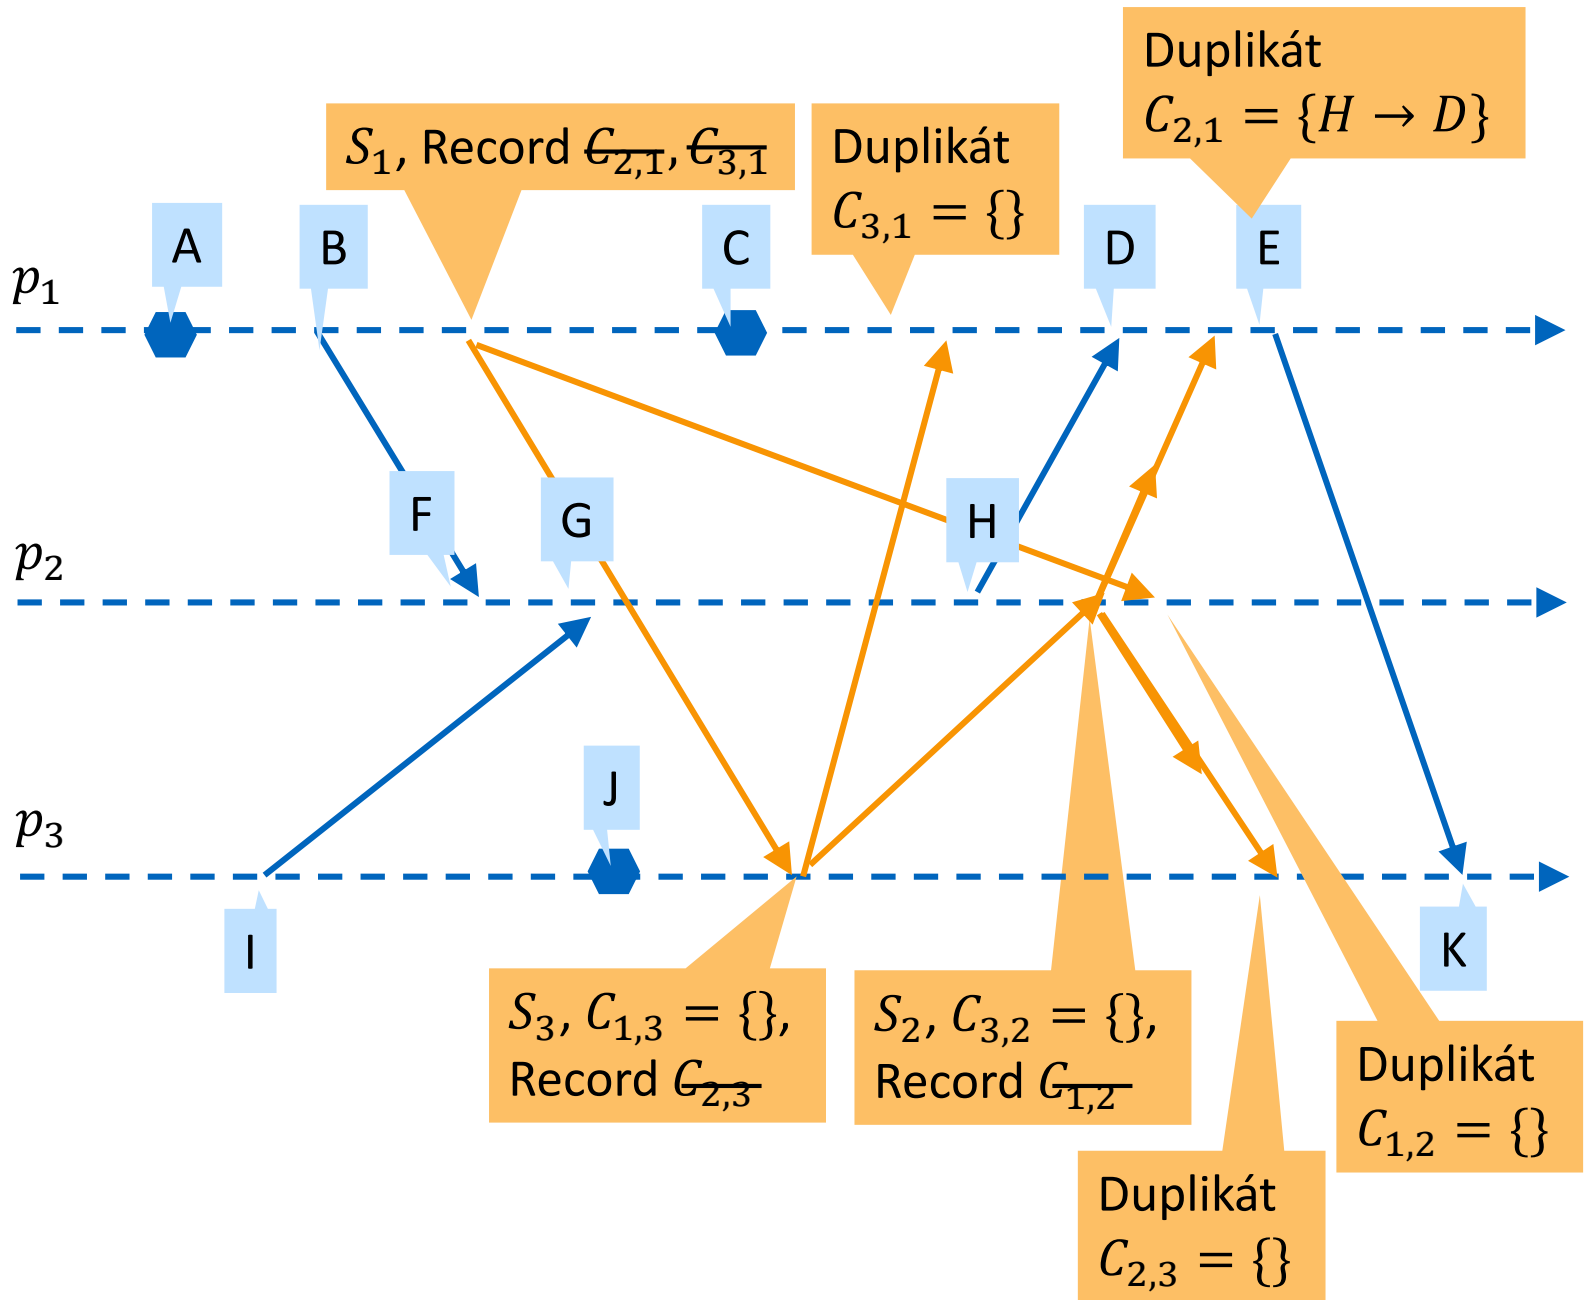 Duplikát
C₂,₁ = {H → D}
S₁, Record C₂,₁, C₃,₁
Duplikát
C₃,₁ = {}
A
B
C
D
E
p₁
F
G
H
p₂
J
p₃
I
K
S₃, C₁,₃ = {},
Record C₂,₃
S₂, C₃,₂ = {},
Record C₁,₂
Duplikát
C₁,₂ = {}
Duplikát
C₂,₃ = {}